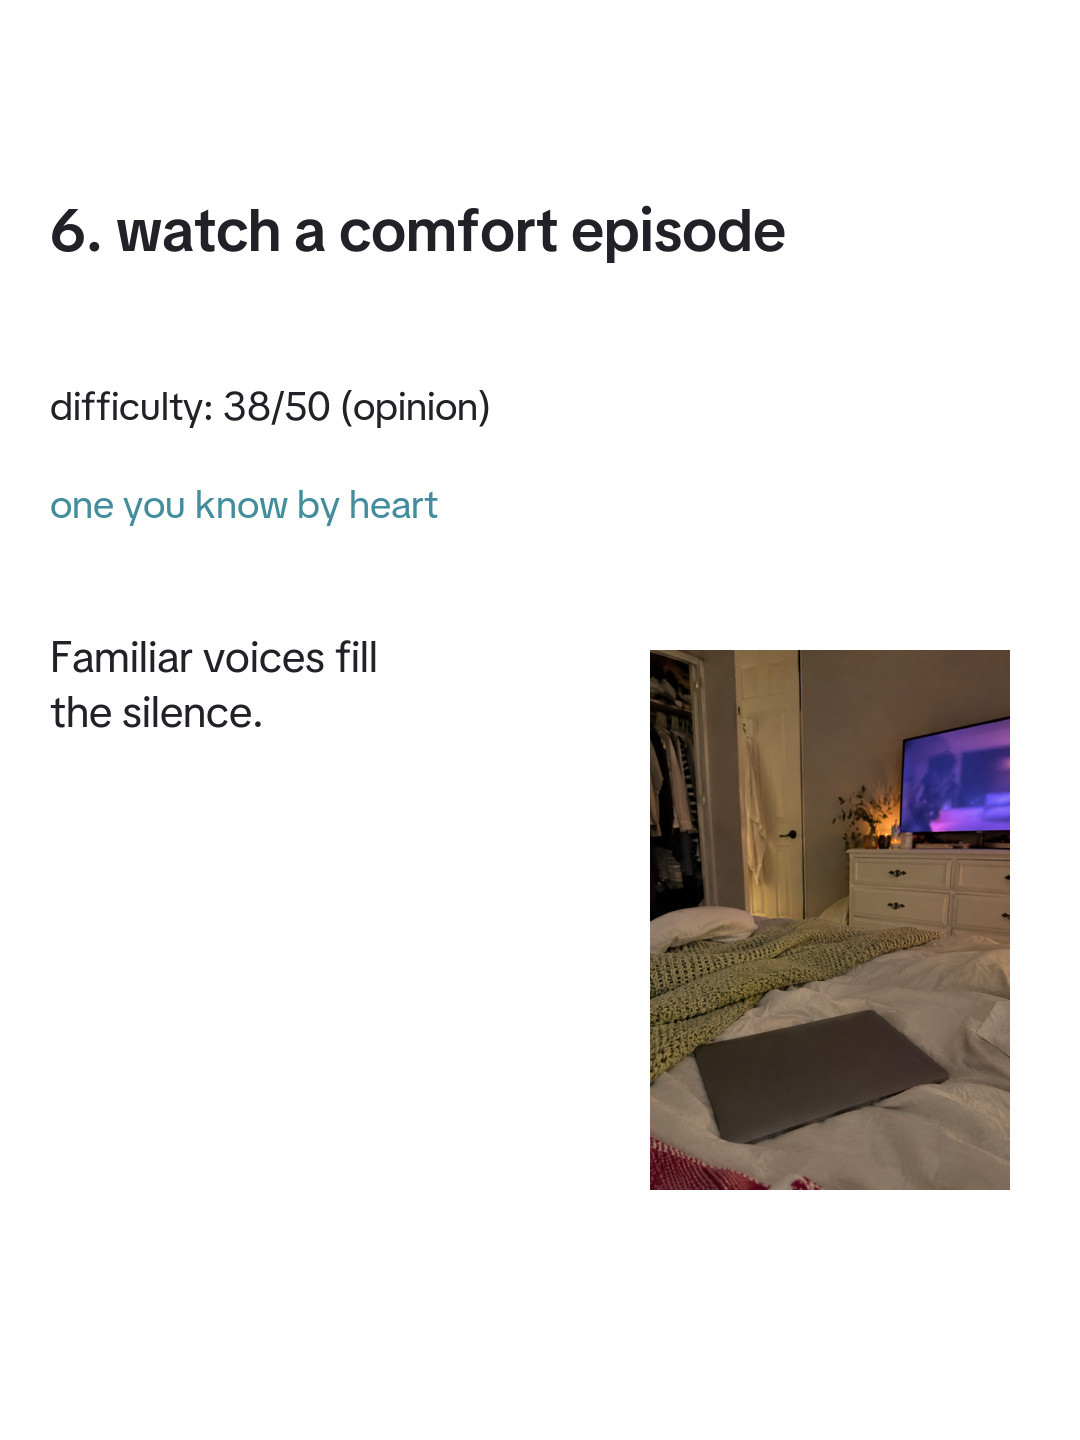 6. watch a comfort episode
difficulty: 38/50 (opinion)
one you know by heart
Familiar voices fill
the silence.